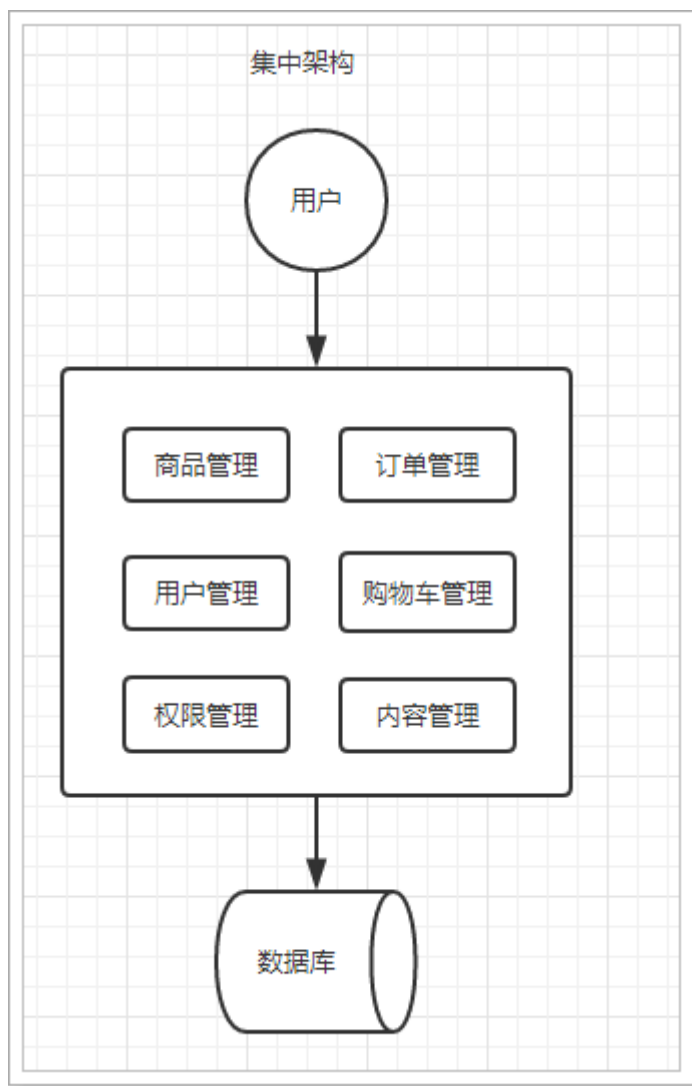 集中架构
用户
商品管理
订单管理
用户管理
购物车管理
权限管理
内容管理
数据库